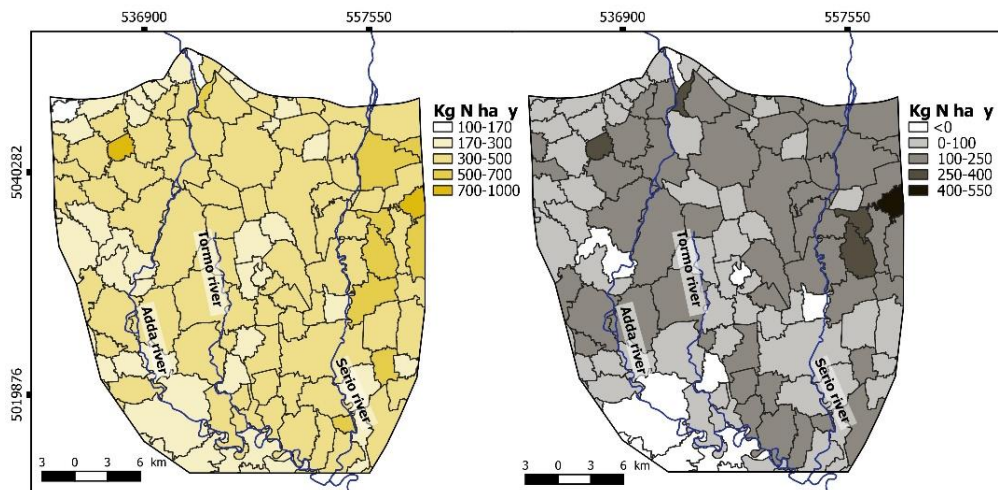 536900 557550 536900 557550
Kg N ha y
100-170
170-300
300-500
500-700
700-1000
Kg N ha y
<0
0-100
100-250
250-400
400-550
5040282
Tormo river
Adda river
Serio river
Tormo river
Adda river
Serio river
5019876
3 0 3 6 km
3 0 3 6 km